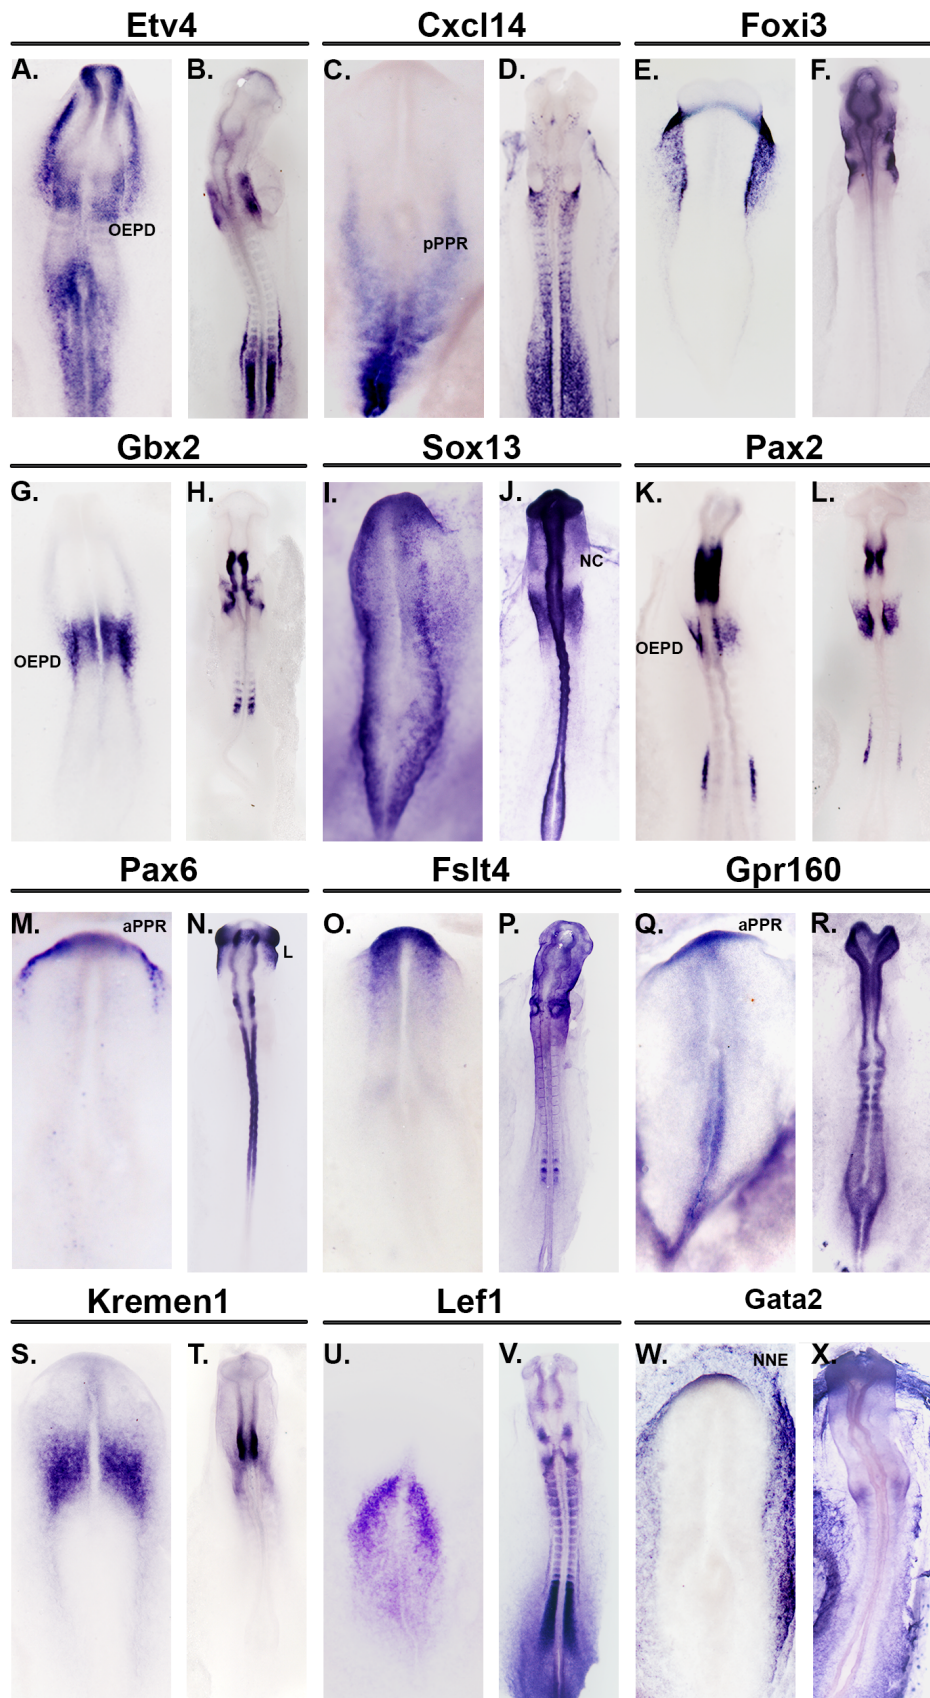 Etv4 Cxcl14 Foxi3
A. B. C. D. E. F.
OEPD
pPPR
Gbx2 Sox13 Pax2
G. H. I. J. K. L.
NC
OEPD
OEPD
Pax6 Fslt4 Gpr160
M. aPPR N. O. P. Q. aPPR R.
L
Kremen1 Lef1 Gata2
S. T. U. V. W. NNE X.